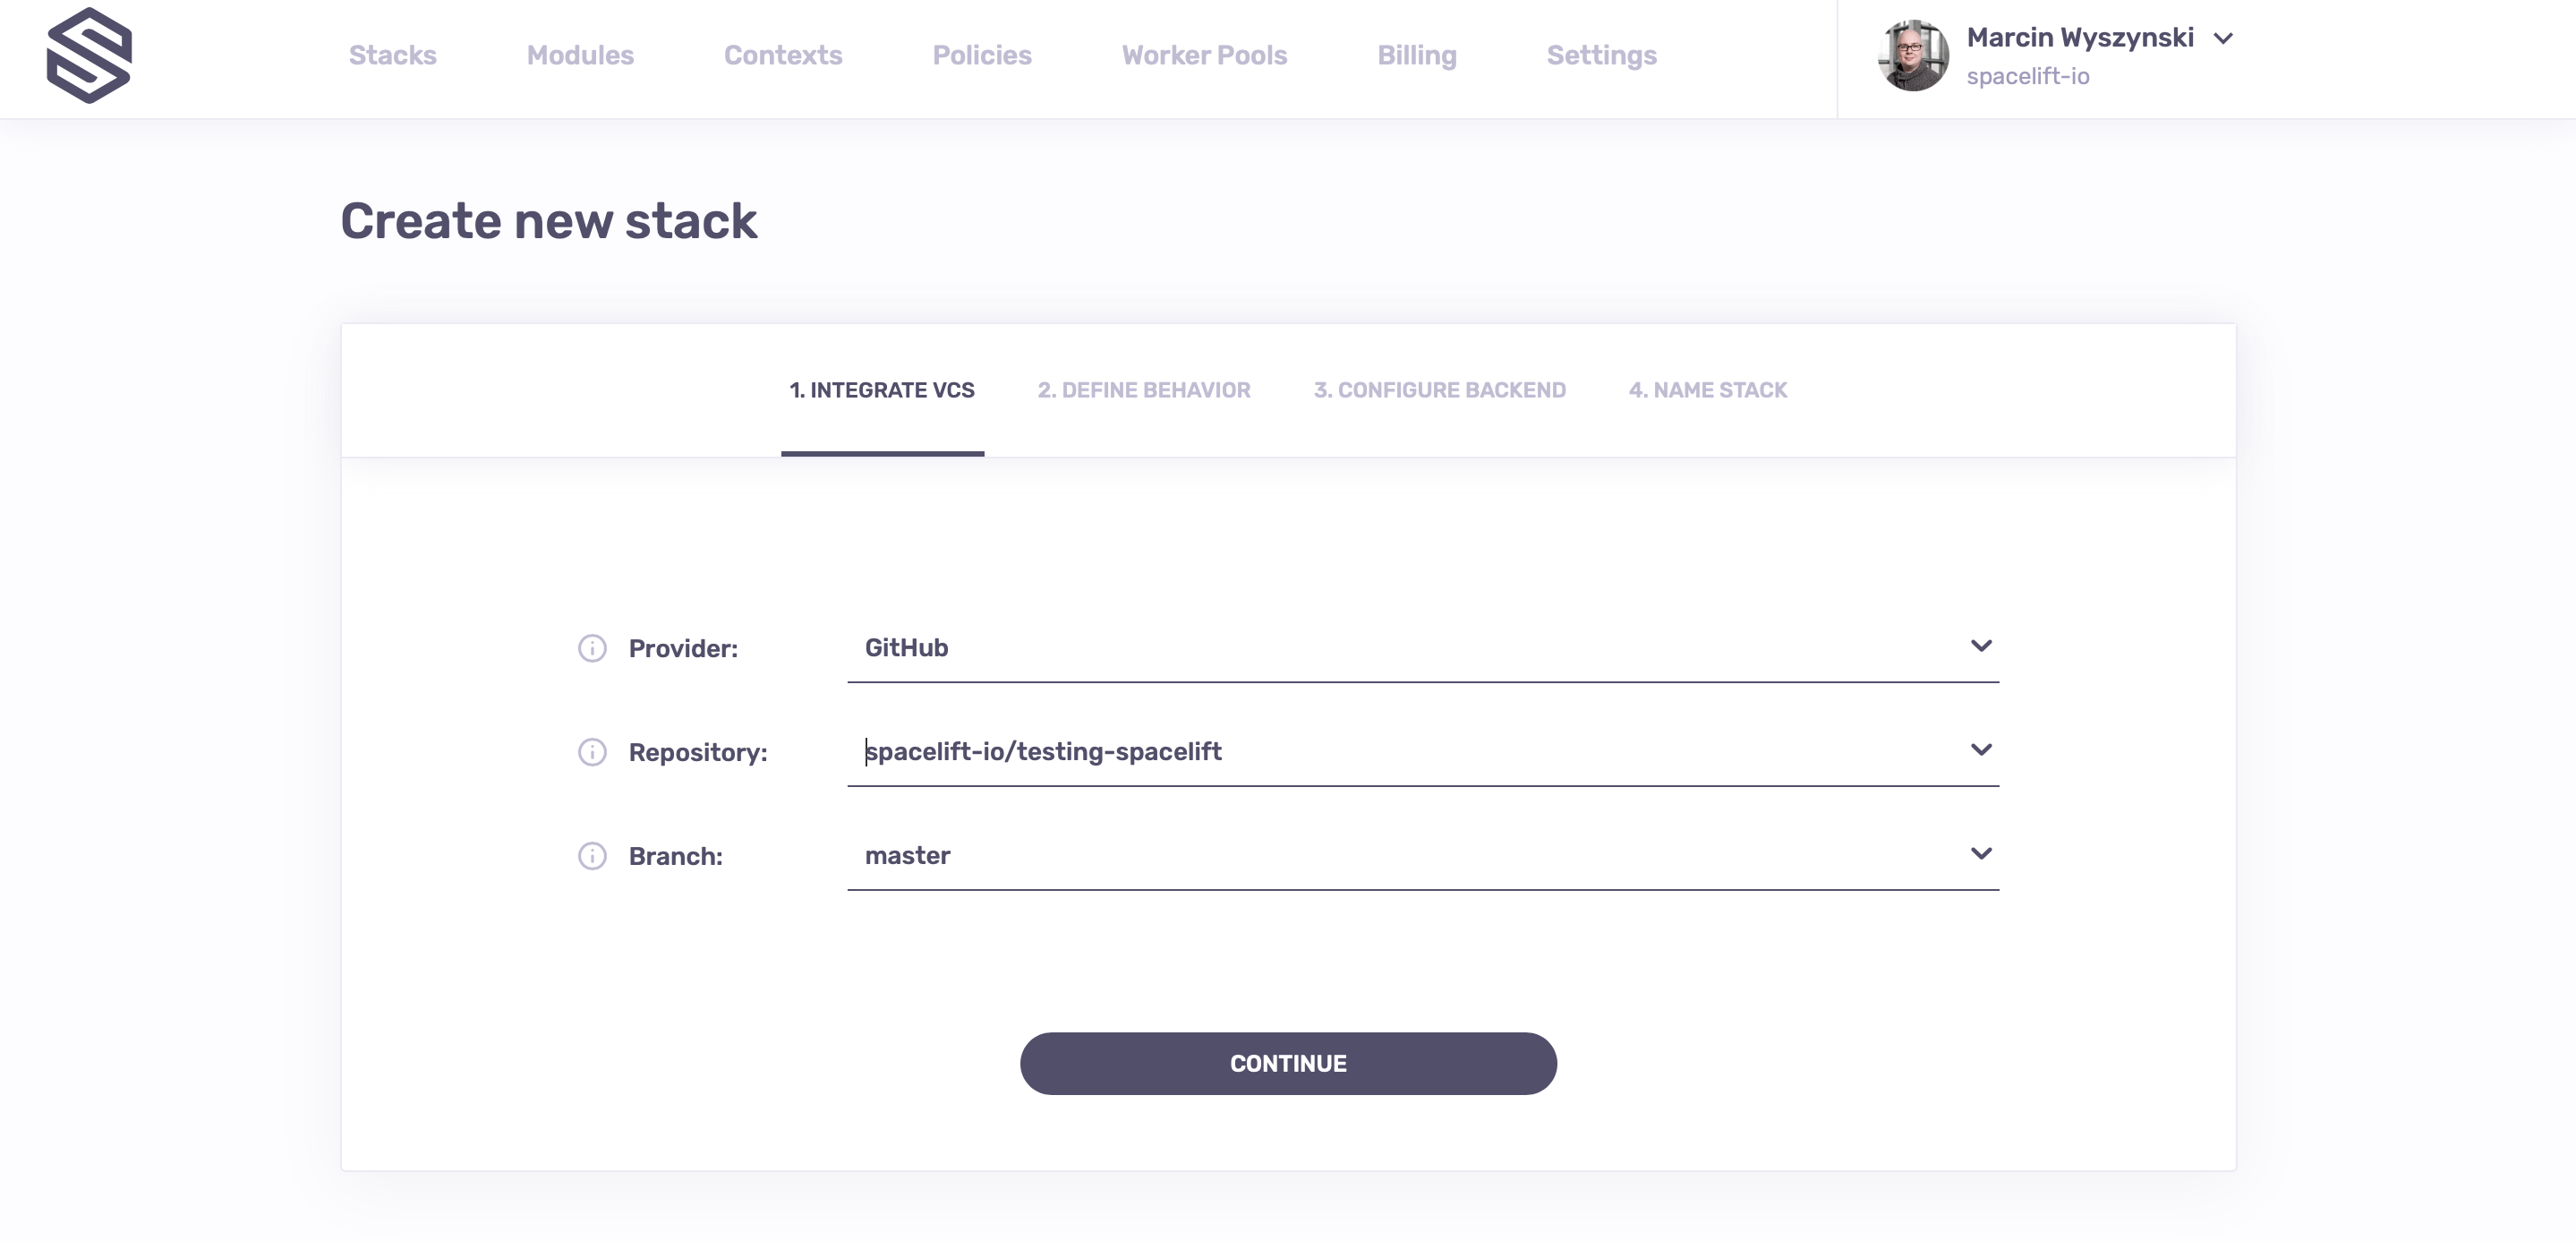 Stacks Modules Contexts Policies Worker Pools Billing Settings
Marcin Wyszynski
spacelift-io
Create new stack
1. INTEGRATE VCS 2. DEFINE BEHAVIOR 3. CONFIGURE BACKEND 4. NAME STACK
Provider: GitHub
Repository: spacelift-io/testing-spacelift
Branch: master
CONTINUE